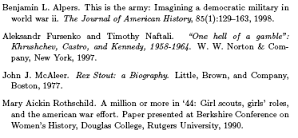 Benjamin L. Alpers. This is the army: Imagining a democratic military in
world war ii. The Journal of American History, 85(1):129–163, 1998.
Aleksandr Fursenko and Timothy Naftali. "One hell of a gamble":
Khrushchev, Castro, and Kennedy, 1958-1964. W. W. Norton & Com-
pany, New York, 1997.
John J. McAleer. Rex Stout: a Biography. Little, Brown, and Company,
Boston, 1977.
Mary Aickin Rothschild. A million or more in '44: Girl scouts, girls' roles,
and the american war effort. Paper presented at Berkshire Conference on
Women's History, Douglas College, Rutgers University, 1990.